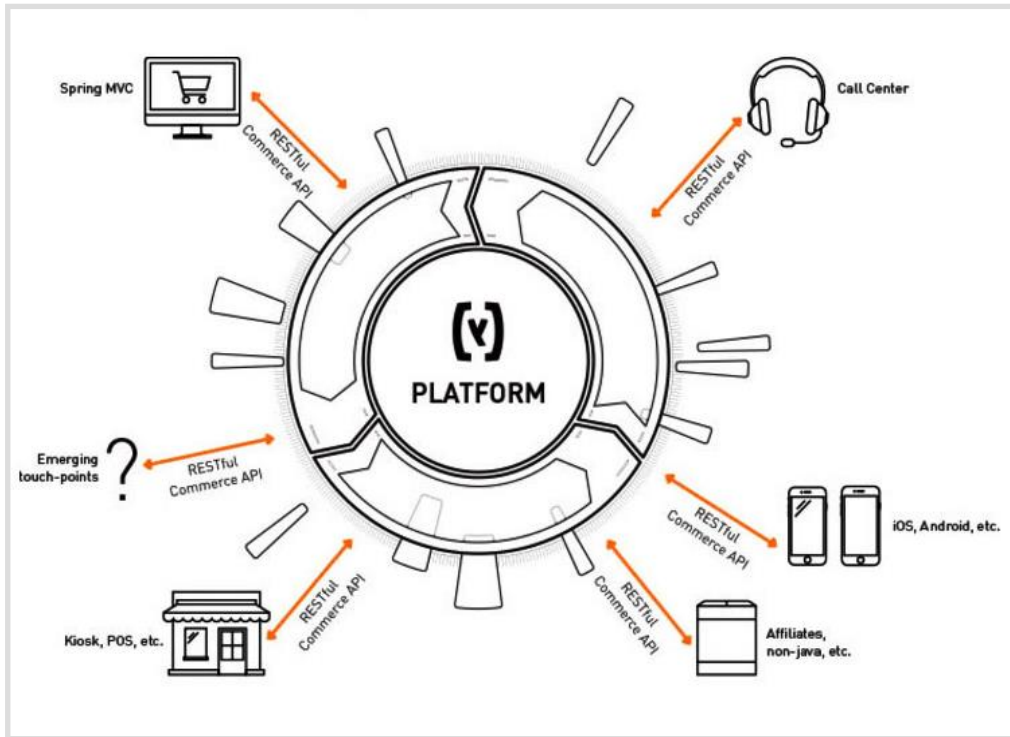 Spring MVC
RESTful
Commerce API
Call Center
RESTful
Commerce API
(Y)
PLATFORM
Emerging
touch-points
RESTful
Commerce API
RESTful
Commerce API
iOS, Android, etc.
Kiosk, POS, etc.
RESTful
Commerce API
RESTful
Commerce API
Affiliates,
non-java, etc.